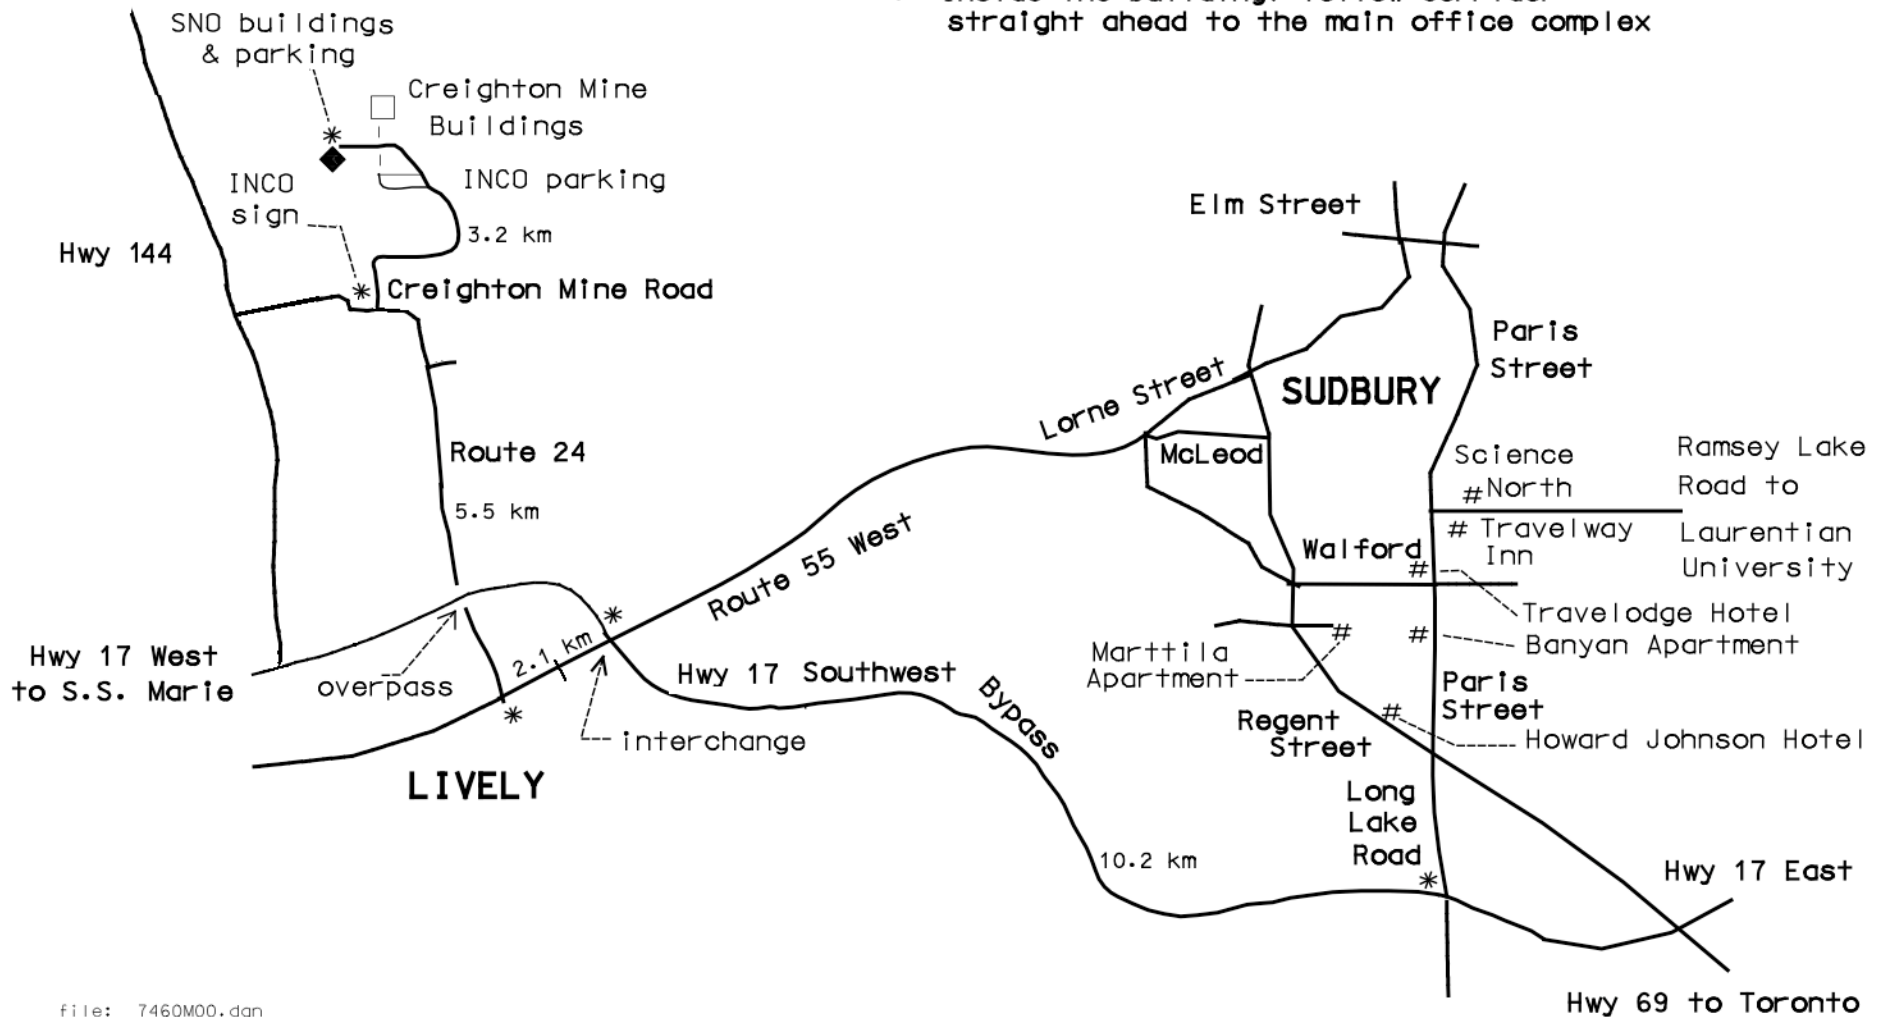 straight ahead to the main office complex
SNO buildings
& parking
Creighton Mine
Buildings
INCO
sign
INCO parking
3.2 km
Hwy 144
Creighton Mine Road
Elm Street
Paris
Street
Lorne Street
SUDBURY
Route 24
McLeod
Science
#North
Ramsey Lake
Road to
5.5 km
Route 55 West
# Travelway
Inn
Laurentian
University
Walford
#
Travelodge Hotel
# Banyan Apartment
Hwy 17 West
to S.S. Marie
overpass
2.1 km
Hwy 17 Southwest
Bypass
Marttila
Apartment
#
Paris
Street
Regent
Street
#
interchange
Howard Johnson Hotel
LIVELY
Long
Lake
Road
10.2 km
Hwy 17 East
Hwy 69 to Toronto
file: 7460M00.dgn